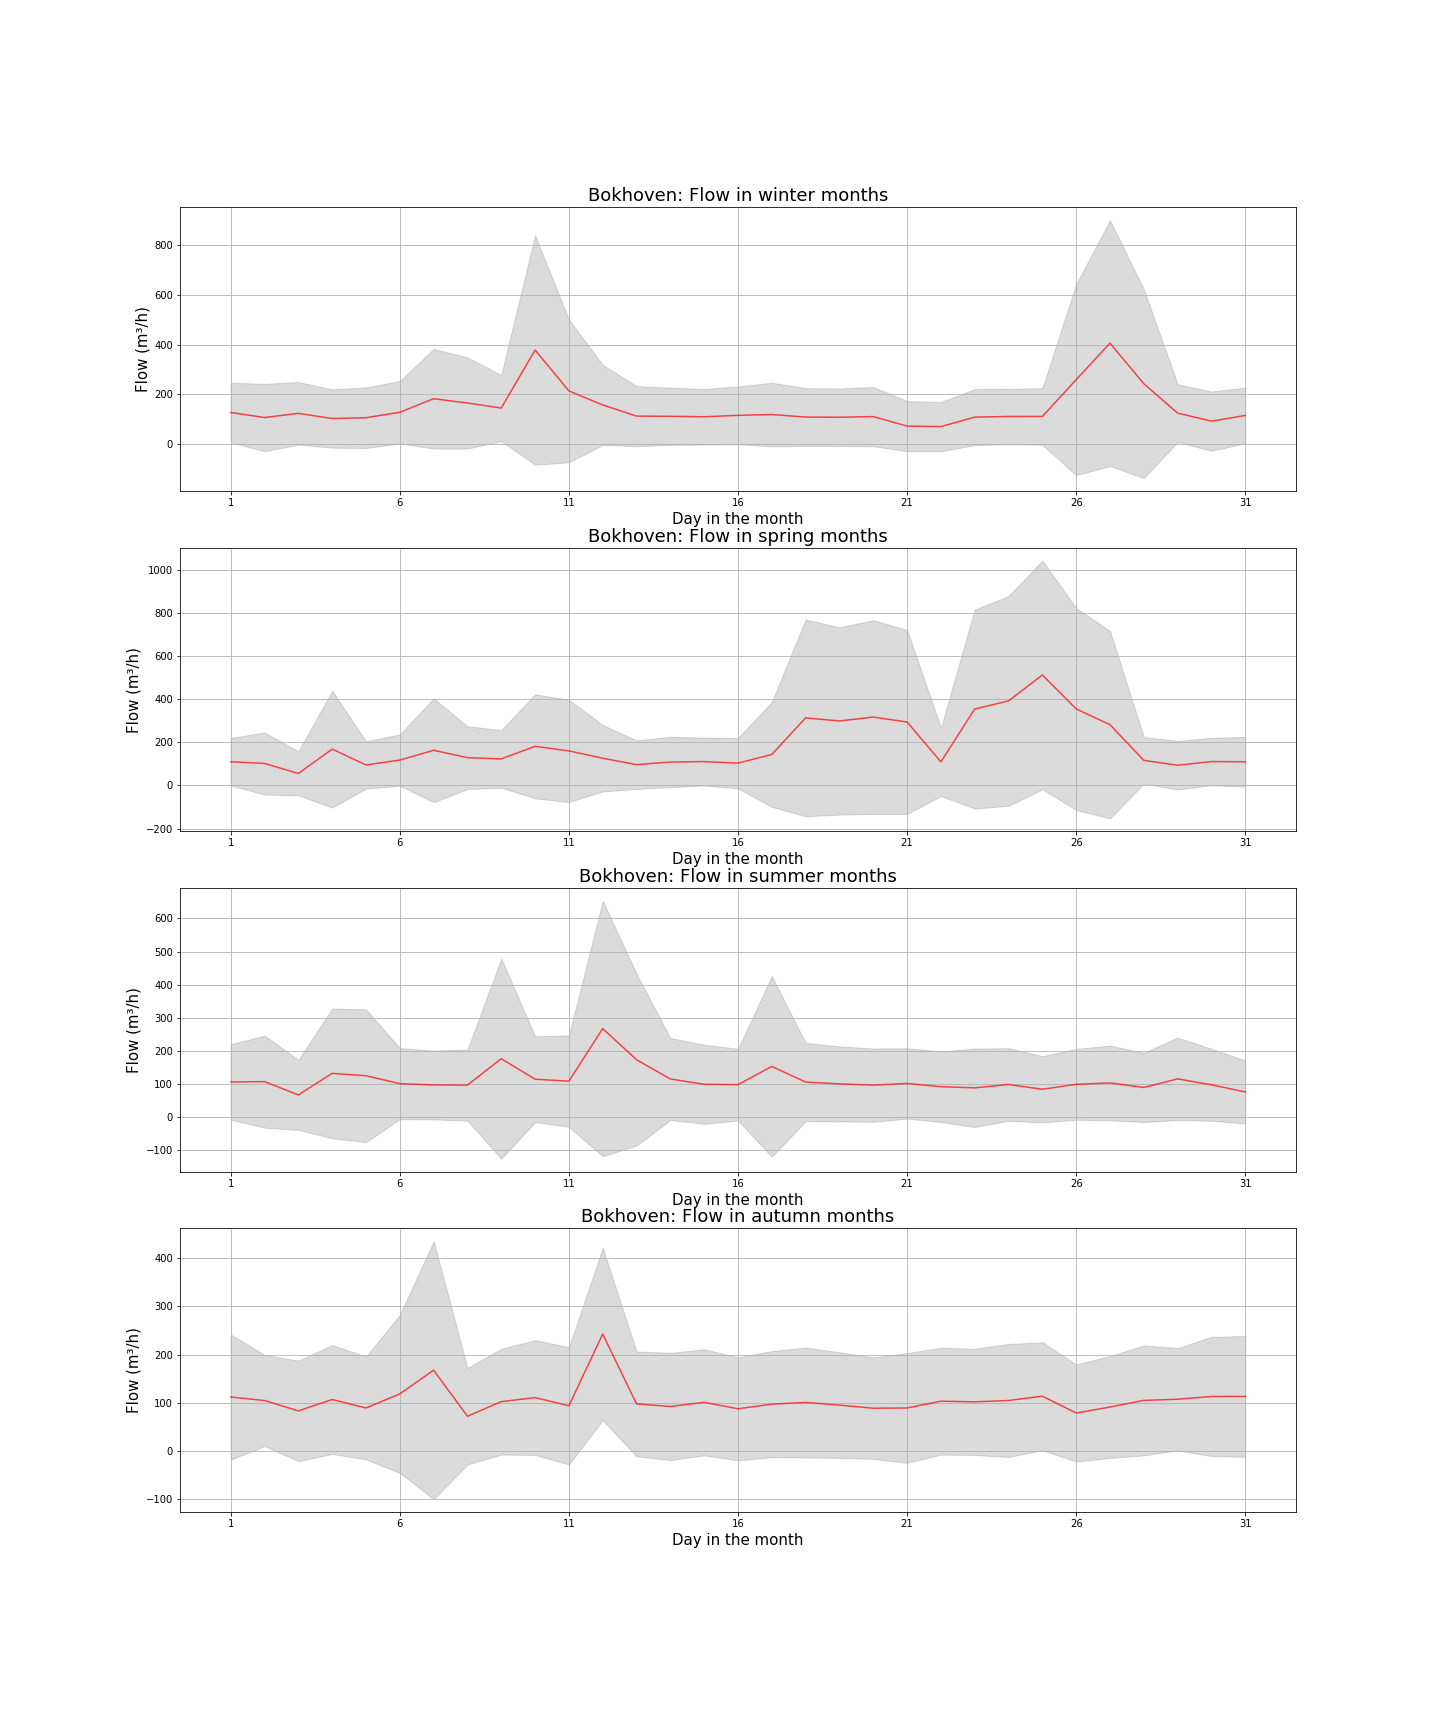 Bokhoven: Flow in winter months
800
600
400
200
0
Flow (m³/h)
1 6 11 16 21 26 31
Day in the month
Bokhoven: Flow in spring months
1000
800
600
400
200
0
−200
Flow (m³/h)
1 6 11 16 21 26 31
Day in the month
Bokhoven: Flow in summer months
600
500
400
300
200
100
0
−100
Flow (m³/h)
1 6 11 16 21 26 31
Day in the month
Bokhoven: Flow in autumn months
400
300
200
100
0
−100
Flow (m³/h)
1 6 11 16 21 26 31
Day in the month